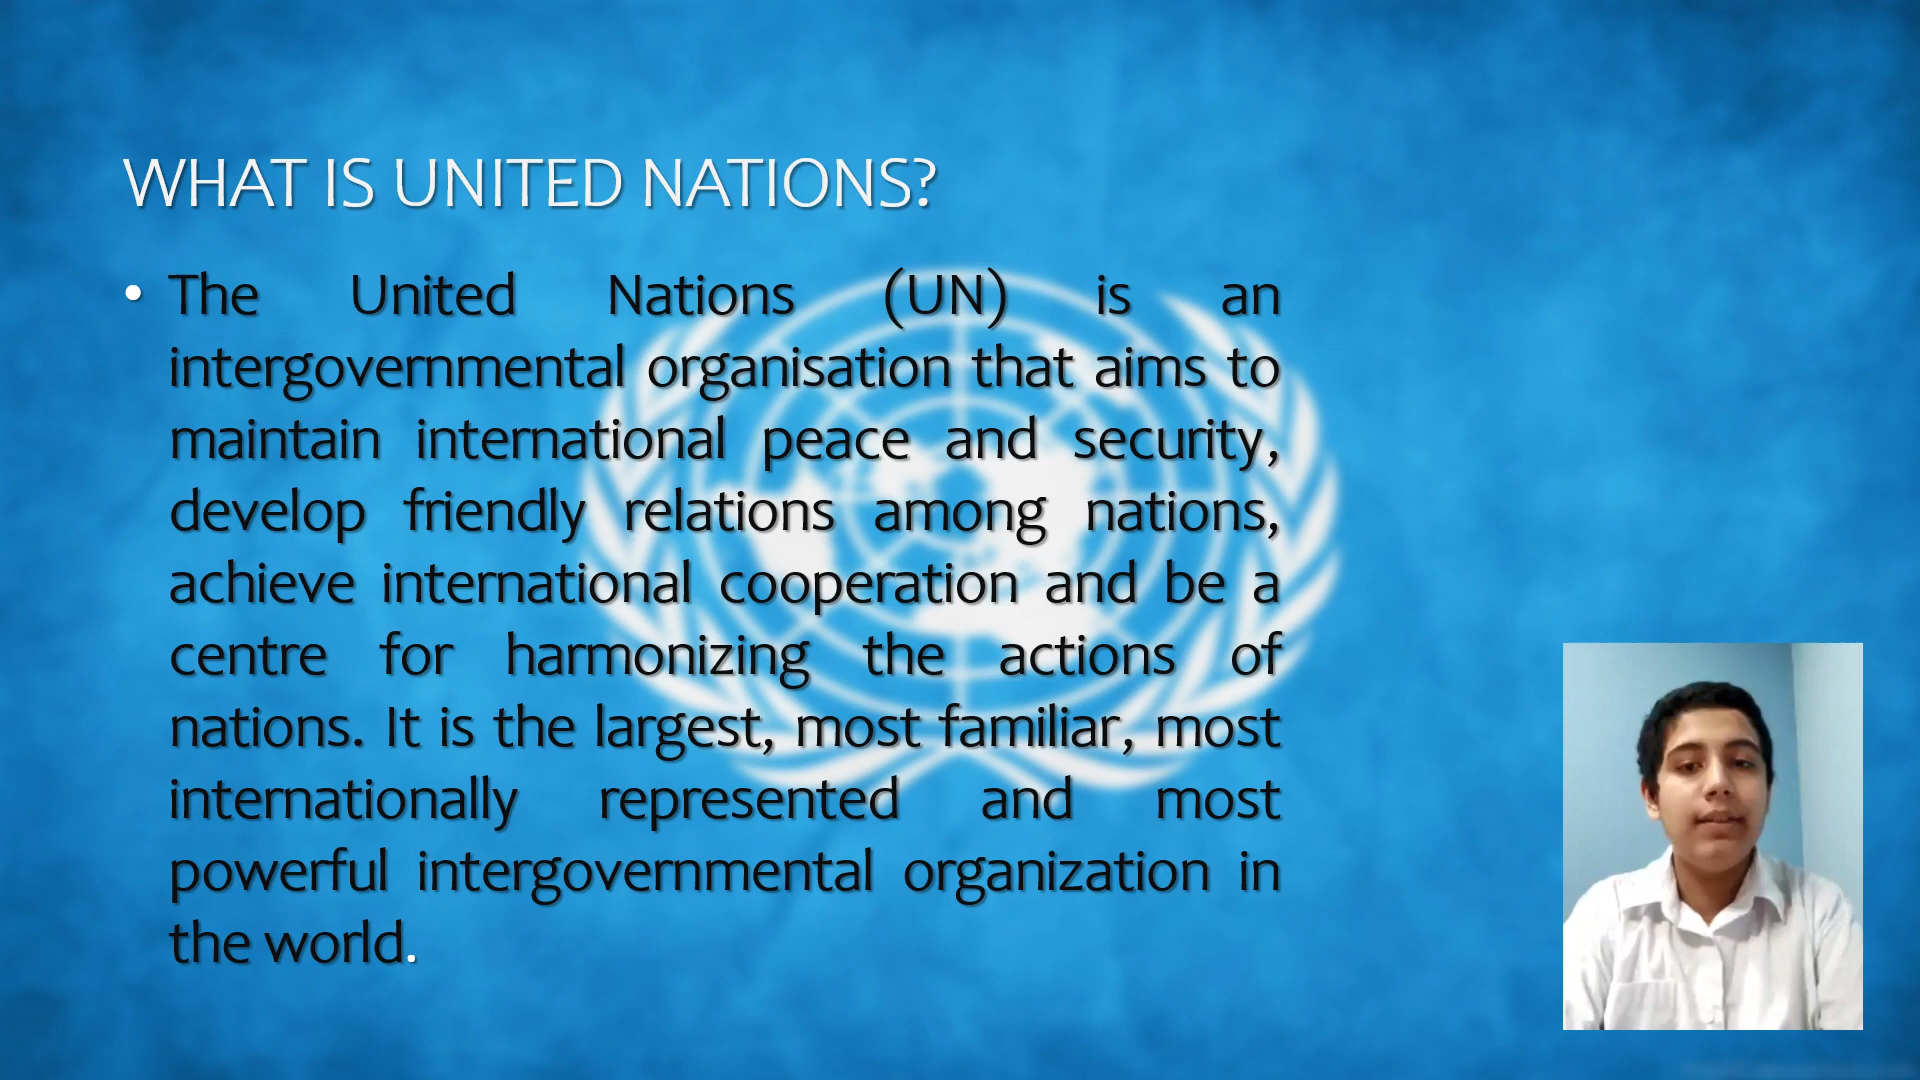 WHAT IS UNITED NATIONS?
• The United Nations (UN) is an
intergovernmental organisation that aims to
maintain international peace and security,
develop friendly relations among nations,
achieve international cooperation and be a
centre for harmonizing the actions of
nations. It is the largest, most familiar, most
internationally represented and most
powerful intergovernmental organization in
the world.